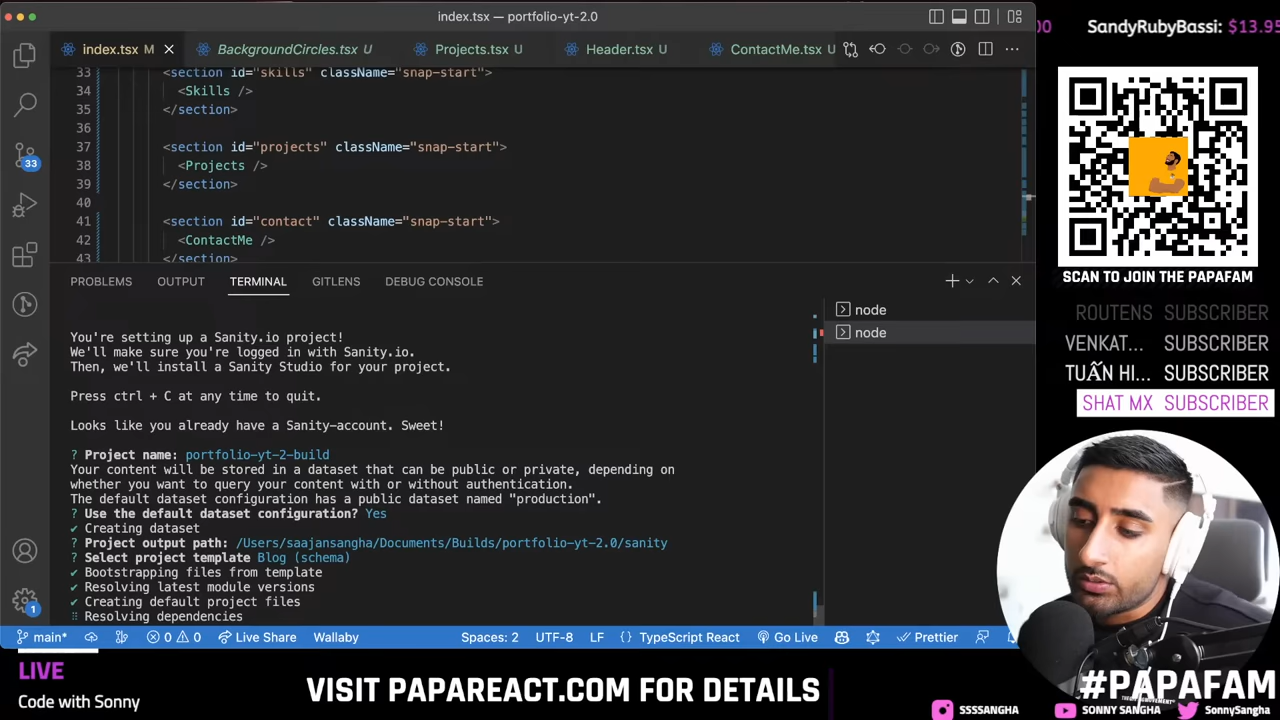 index.tsx — portfolio-yt-2.0
index.tsx M
BackgroundCircles.tsx U
Projects.tsx U
Header.tsx U
ContactMe.tsx U
33 <section id="skills" className="snap-start">
34 <Skills />
35 </section>
36
37 <section id="projects" className="snap-start">
38 <Projects />
39 </section>
40
41 <section id="contact" className="snap-start">
42 <ContactMe />
43 </section>
33
PROBLEMS OUTPUT TERMINAL GITLENS DEBUG CONSOLE
node
node
You're setting up a Sanity.io project!
We'll make sure you're logged in with Sanity.io.
Then, we'll install a Sanity Studio for your project.
Press ctrl + C at any time to quit.
Looks like you already have a Sanity-account. Sweet!
? Project name: portfolio-yt-2-build
Your content will be stored in a dataset that can be public or private, depending on
whether you want to query your content with or without authentication.
The default dataset configuration has a public dataset named "production".
? Use the default dataset configuration? Yes
✔ Creating dataset
? Project output path: /Users/saajansangha/Documents/Builds/portfolio-yt-2.0/sanity
? Select project template Blog (schema)
✔ Bootstrapping files from template
✔ Resolving latest module versions
✔ Creating default project files
Resolving dependencies
1
main* 0 0 Live Share Wallaby Spaces: 2 UTF-8 LF {} TypeScript React Go Live Prettier
00 SandyRubyBassi: $13.95
SCAN TO JOIN THE PAPAFAM
ROUTENS SUBSCRIBER
VENKAT... SUBSCRIBER
TUẤN HI... SUBSCRIBER
SHAT MX SUBSCRIBER
LIVE
Code with Sonny
VISIT PAPAREACT.COM FOR DETAILS
#PAPAFAM
SSSSANGHA SONNY SANGHA SonnySangha